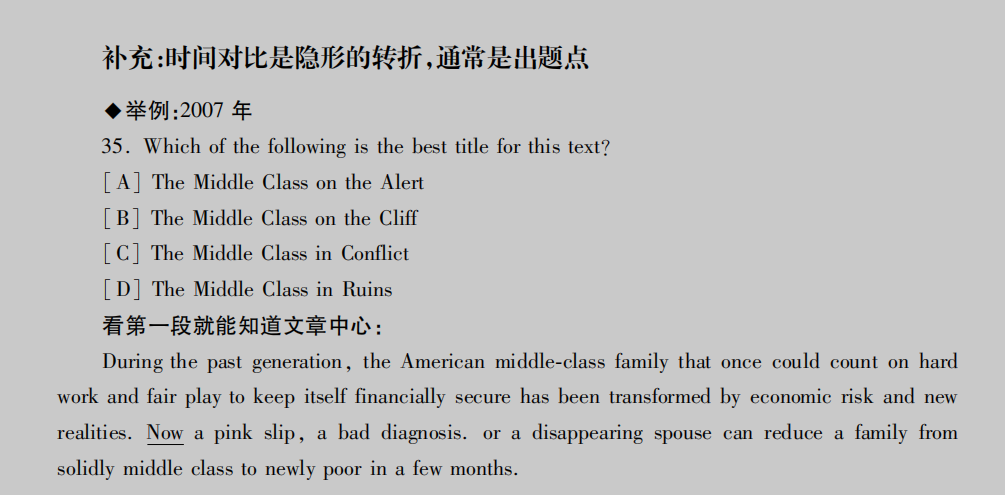 补充:时间对比是隐形的转折,通常是出题点
◆举例:2007 年
35. Which of the following is the best title for this text?
[ A ] The Middle Class on the Alert
[ B ] The Middle Class on the Cliff
[ C ] The Middle Class in Conflict
[ D ] The Middle Class in Ruins
看第一段就能知道文章中心:
During the past generation, the American middle-class family that once could count on hard
work and fair play to keep itself financially secure has been transformed by economic risk and new
realities. Now a pink slip, a bad diagnosis. or a disappearing spouse can reduce a family from
solidly middle class to newly poor in a few months.